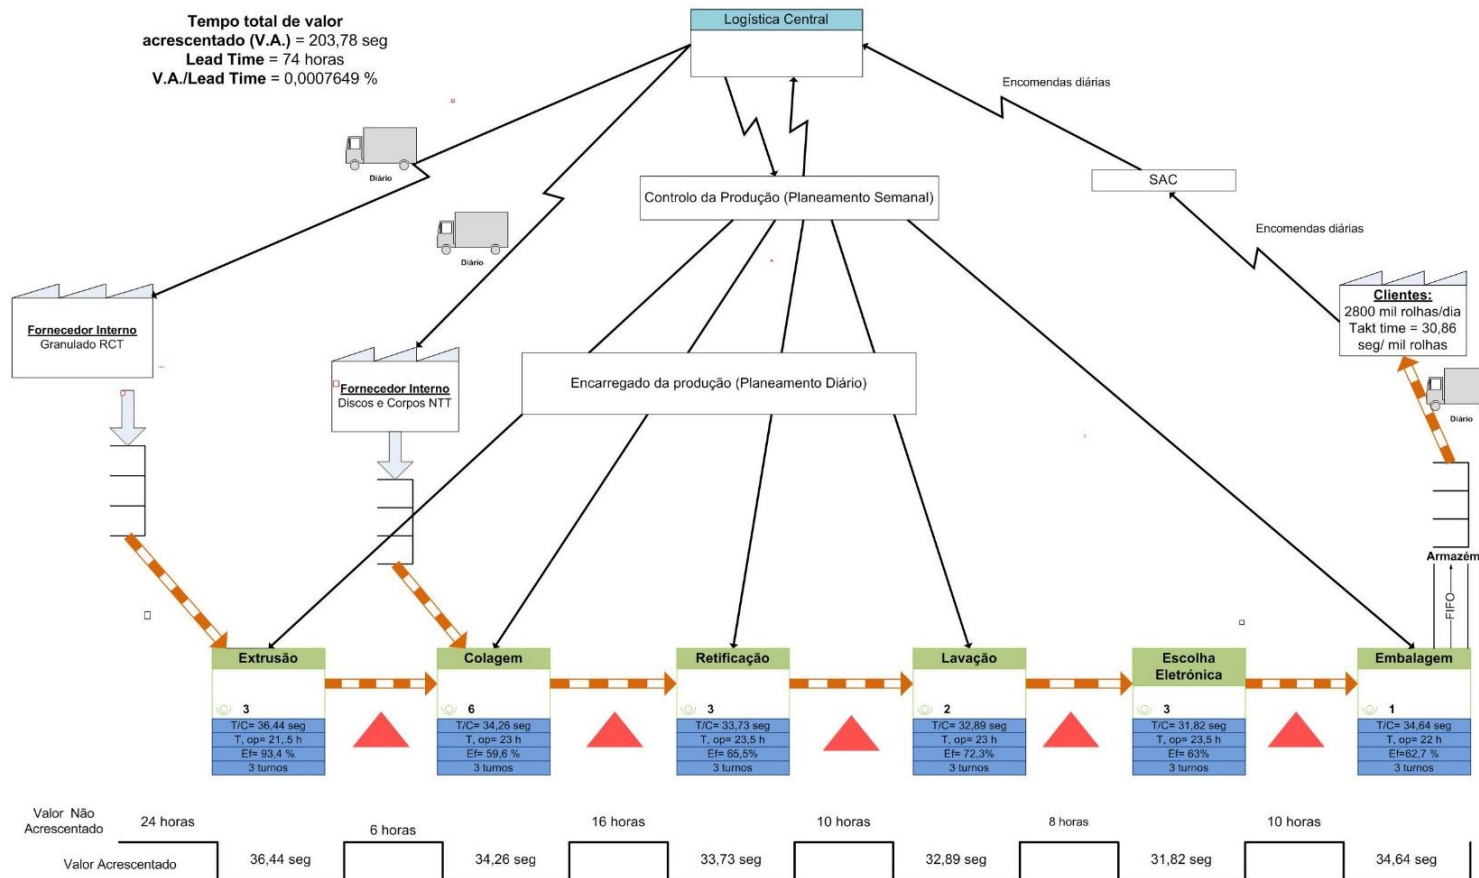 Tempo total de valor
acrescentado (V.A.) = 203,78 seg
Lead Time = 74 horas
V.A./Lead Time = 0,0007649 %
Logística Central
Encomendas diárias
Diário
SAC
Controlo da Produção (Planeamento Semanal)
Diário
Encomendas diárias
Clientes:
2800 mil rolhas/dia
Takt time = 30,86
seg/ mil rolhas
Fornecedor Interno
Granulado RCT
Fornecedor Interno
Discos e Corpos NTT
Encarregado da produção (Planeamento Diário)
Diário
Armazém
FIFO
Extrusão
3
T/C= 36,44 seg
T, op= 21,.5 h
Ef= 93,4 %
3 turnos
Colagem
6
T/C= 34,26 seg
T, op= 23 h
Ef= 59,6 %
3 turnos
Retificação
3
T/C= 33,73 seg
T, op= 23,5 h
Ef= 65,5%
3 turnos
Lavação
2
T/C= 32,89 seg
T, op= 23 h
Ef= 72,3%
3 turnos
Escolha
Eletrónica
3
T/C= 31,82 seg
T, op= 23,5 h
Ef= 63%
3 turnos
Embalagem
1
T/C= 34,64 seg
T, op= 22 h
Ef=62,7 %
3 turnos
Valor Não
Acrescentado
24 horas
6 horas
16 horas
10 horas
8 horas
10 horas
Valor Acrescentado
36,44 seg
34,26 seg
33,73 seg
32,89 seg
31,82 seg
34,64 seg